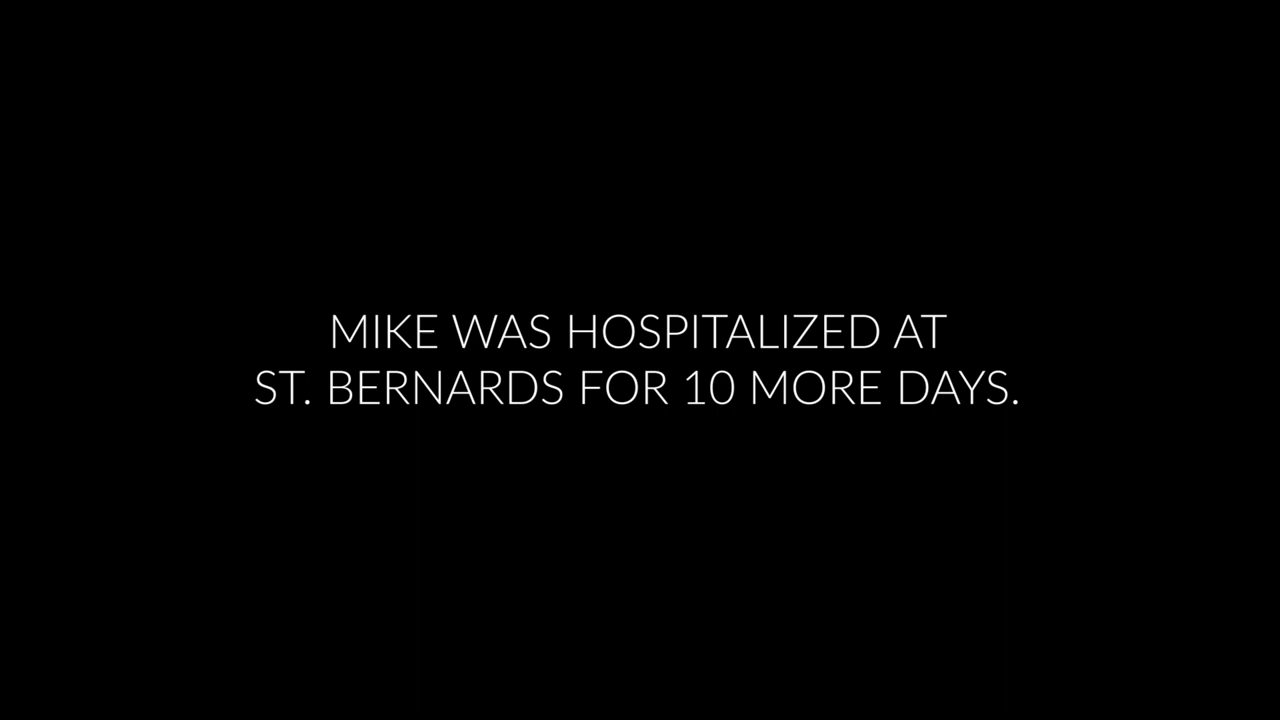 MIKE WAS HOSPITALIZED AT
ST. BERNARDS FOR 10 MORE DAYS.